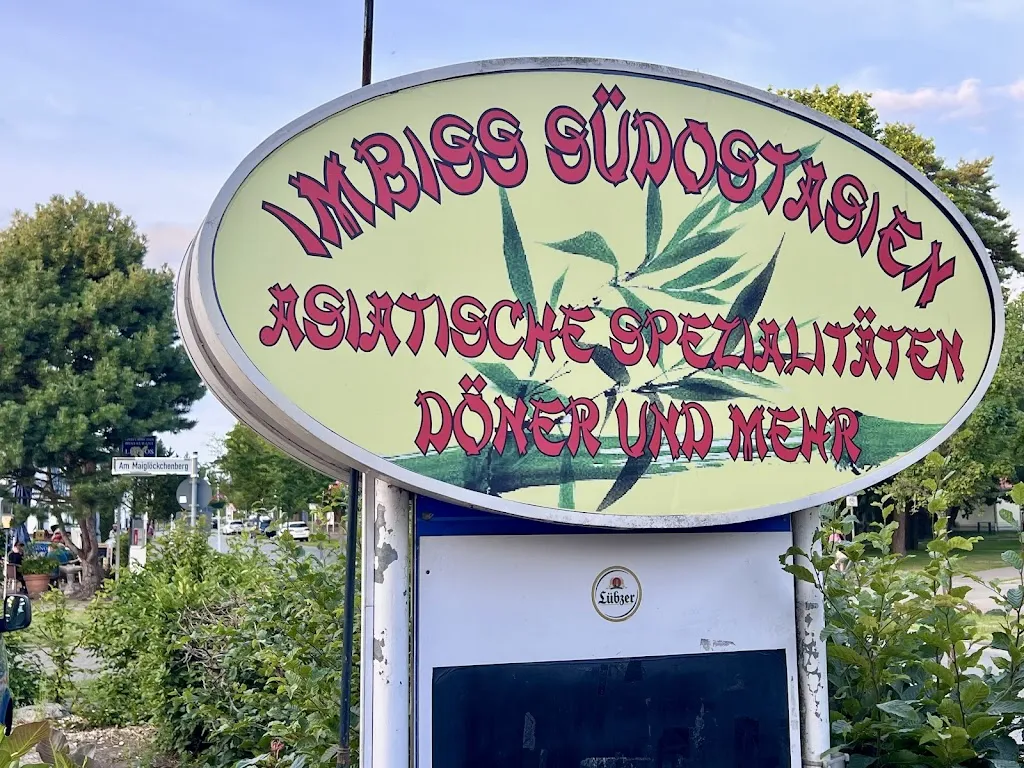 IMBISS SÜDOSTASIEN
ASIATISCHE SPEZIALITÄTEN
DÖNER UND MEHR
Am Maiglöckchenberg
Lübzer